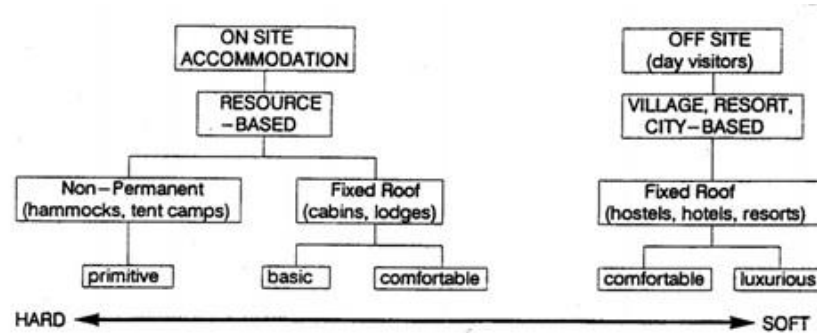 ON SITE
ACCOMMODATION
OFF SITE
(day visitors)
RESOURCE
-BASED
VILLAGE, RESORT,
CITY-BASED
Non-Permanent
(hammocks, tent camps)
Fixed Roof
(cabins, lodges)
Fixed Roof
(hostels, hotels, resorts)
primitive
basic
comfortable
comfortable
luxurious
HARD
SOFT